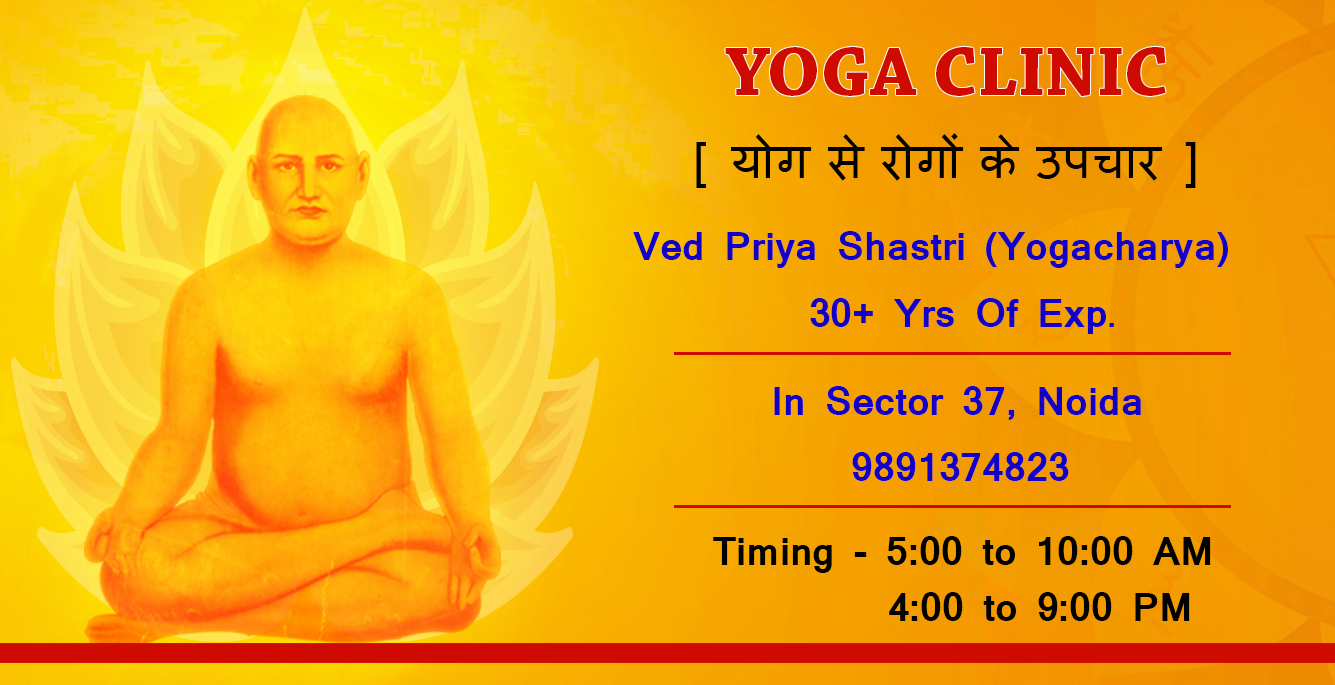 YOGA CLINIC
[ योग से रोगों के उपचार ]
Ved Priya Shastri (Yogacharya)
30+ Yrs Of Exp.
In Sector 37, Noida
9891374823
Timing - 5:00 to 10:00 AM
4:00 to 9:00 PM